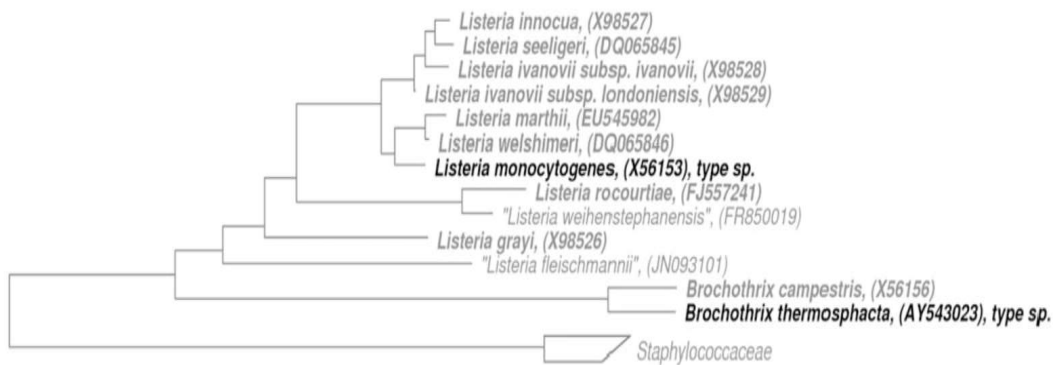 Listeria innocua, (X98527)
Listeria seeligeri, (DQ065845)
Listeria ivanovii subsp. ivanovii, (X98528)
Listeria ivanovii subsp. londoniensis, (X98529)
Listeria marthii, (EU545982)
Listeria welshimeri, (DQ065846)
Listeria monocytogenes, (X56153), type sp.
Listeria rocourtiae, (FJ557241)
"Listeria weihenstephanensis", (FR850019)
Listeria grayi, (X98526)
"Listeria fleischmannii", (JN093101)
Brochothrix campestris, (X56156)
Brochothrix thermosphacta, (AY543023), type sp.
Staphylococcaceae